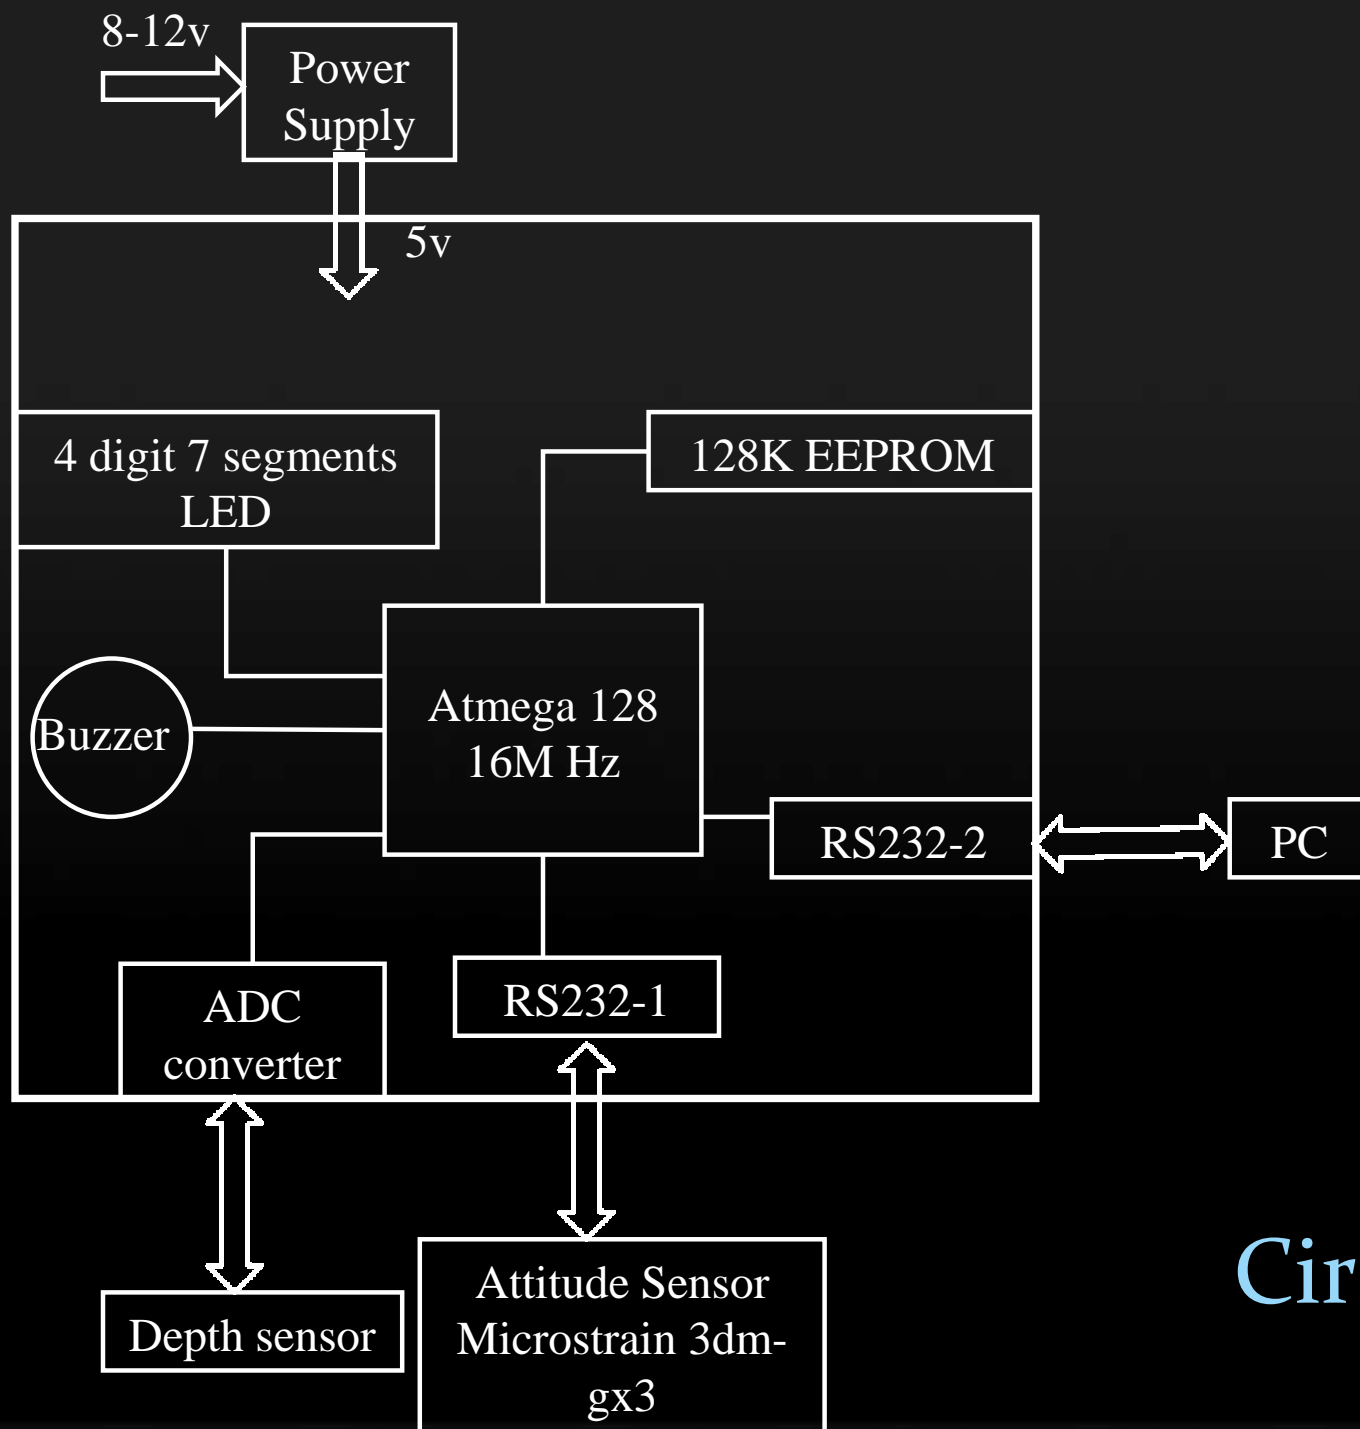 8-12v
Power
Supply
5v
4 digit 7 segments
LED
128K EEPROM
Atmega 128
16M Hz
Buzzer
RS232-2
PC
ADC
converter
RS232-1
Depth sensor
Attitude Sensor
Microstrain 3dm-
gx3
Cir